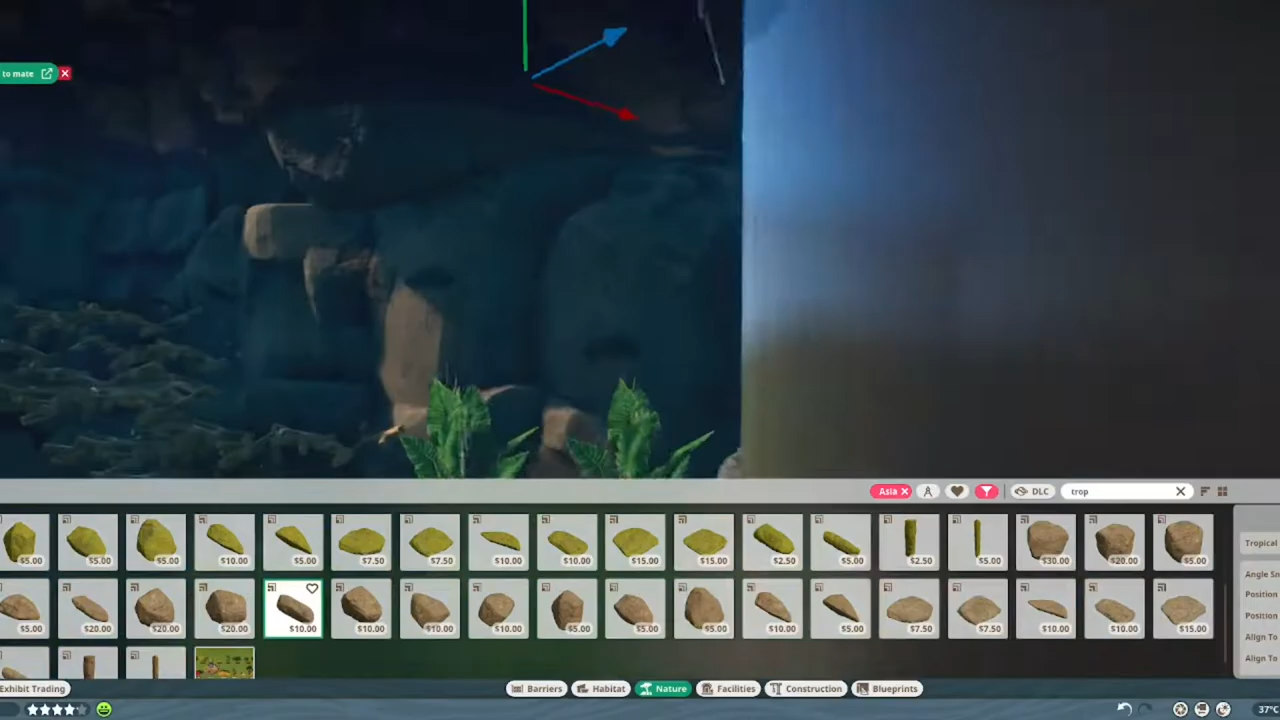 to mate
Asia
DLC
trop
$5.00 $5.00 $5.00 $10.00 $5.00 $7.50 $7.50 $10.00 $10.00 $15.00 $15.00 $2.50 $5.00 $2.50 $5.00 $30.00 $20.00 $5.00
Tropical
$5.00 $20.00 $20.00 $20.00 $10.00 $10.00 $10.00 $10.00 $5.00 $5.00 $5.00 $10.00 $5.00 $7.50 $7.50 $10.00 $10.00 $15.00
Angle Sn
Position
Position
Align To
Align To
Exhibit Trading
Barriers Habitat Nature Facilities Construction Blueprints
37°C